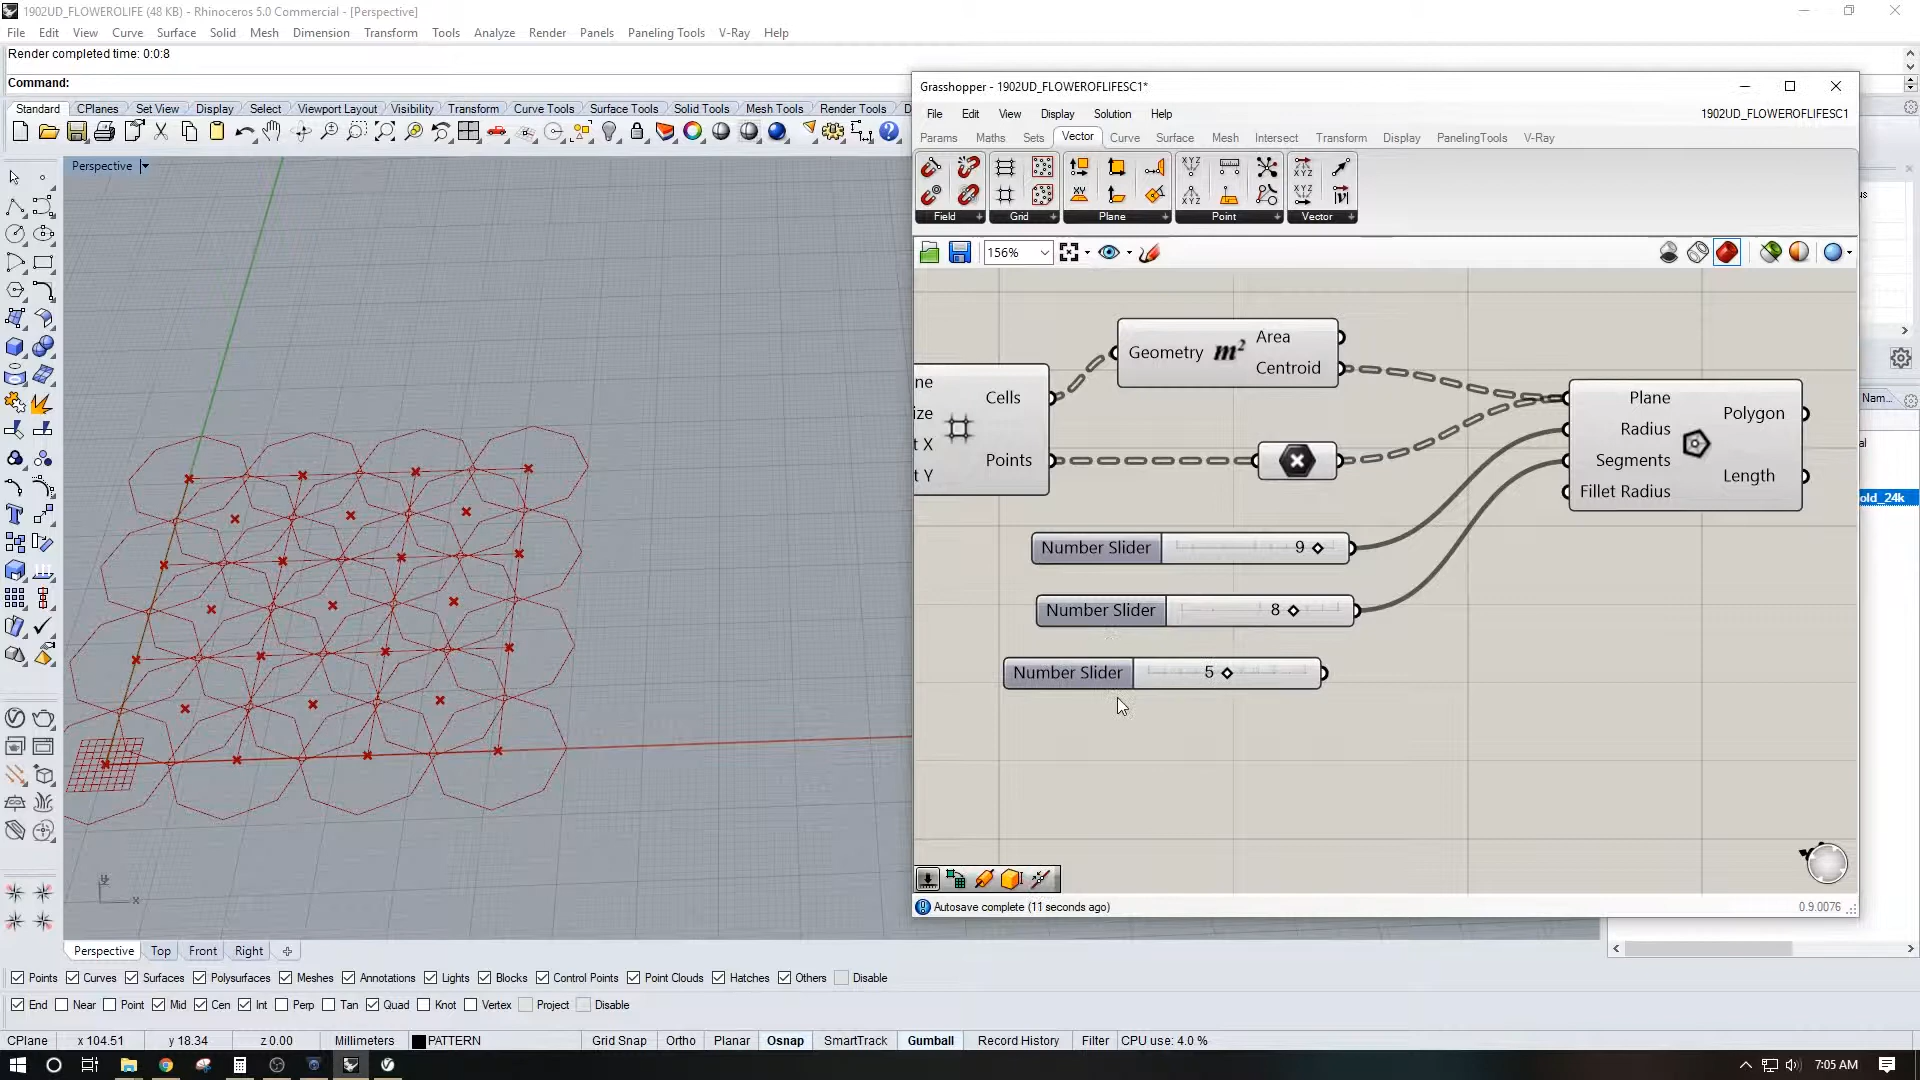 1902UD_FLOWEROLIFE (48 KB) - Rhinoceros 5.0 Commercial - [Perspective]
File Edit View Curve Surface Solid Mesh Dimension Transform Tools Analyze Render Panels Paneling Tools V-Ray Help
Render completed time: 0:0:8
Command:
Standard CPlanes Set View Display Select Viewport Layout Visibility Transform Curve Tools Surface Tools Solid Tools Mesh Tools Render Tools D
Perspective
Grasshopper - 1902UD_FLOWEROFLIFESC1*
File Edit View Display Solution Help
1902UD_FLOWEROFLIFESC1
Params Maths Sets Vector Curve Surface Mesh Intersect Transform Display PanelingTools V-Ray
Field Grid Plane Point Vector
156%
Geometry m² Area
Centroid
ne
ize
t X
t Y
Cells
Points
Plane
Radius
Segments
Fillet Radius
Polygon
Length
Number Slider 9
Number Slider 8
Number Slider 5
Autosave complete (11 seconds ago)
0.9.0076
us
Nam...
al
old_24k
x
Perspective Top Front Right
Points Curves Surfaces Polysurfaces Meshes Annotations Lights Blocks Control Points Point Clouds Hatches Others Disable
End Near Point Mid Cen Int Perp Tan Quad Knot Vertex Project Disable
CPlane x 104.51 y 18.34 z 0.00 Millimeters PATTERN Grid Snap Ortho Planar Osnap SmartTrack Gumball Record History Filter CPU use: 4.0 %
7:05 AM